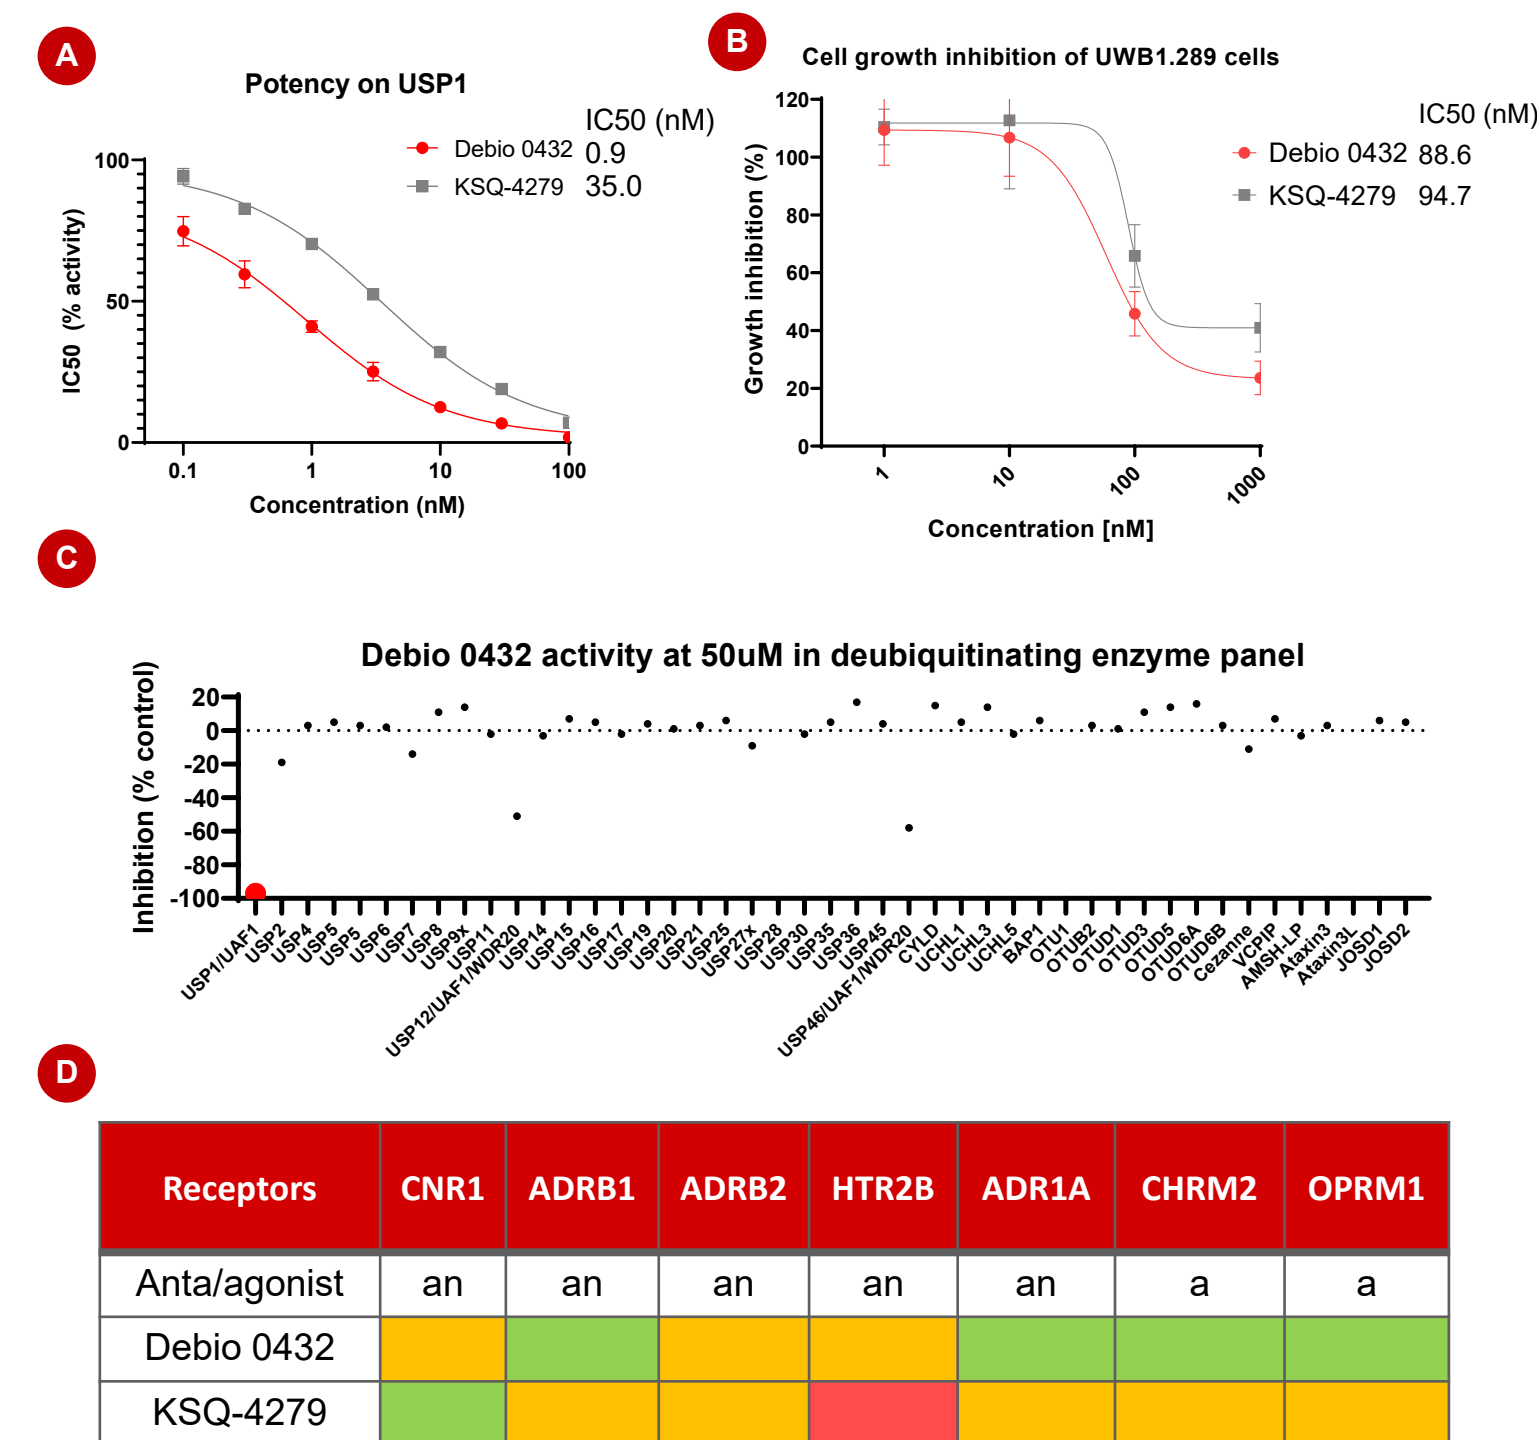 A
Potency on USP1
IC50 (nM)
Debio 0432 0.9
KSQ-4279 35.0
IC50 (% activity)
100
50
0
0.1 1 10 100
Concentration (nM)
B
Cell growth inhibition of UWB1.289 cells
IC50 (nM)
Debio 0432 88.6
KSQ-4279 94.7
Growth inhibition (%)
120
100
80
60
40
20
0
1 10 100 1000
Concentration [nM]
C
Debio 0432 activity at 50uM in deubiquitinating enzyme panel
Inhibition (% control)
20
0
-20
-40
-60
-80
-100
USP1/UAF1
USP2
USP4
USP5
USP5
USP6
USP7
USP8
USP9x
USP11
USP12/UAF1/WDR20
USP14
USP15
USP16
USP17
USP19
USP20
USP21
USP25
USP27x
USP28
USP30
USP35
USP36
USP45
USP46/UAF1/WDR20
CYLD
UCHL1
UCHL3
UCHL5
BAP1
OTU1
OTUB2
OTUD1
OTUD3
OTUD5
OTUD6A
OTUD6B
Cezanne
VCPIP
AMSH-LP
Ataxin3
Ataxin3L
JOSD1
JOSD2
D
Receptors CNR1 ADRB1 ADRB2 HTR2B ADR1A CHRM2 OPRM1
Anta/agonist an an an an an a a
Debio 0432
KSQ-4279